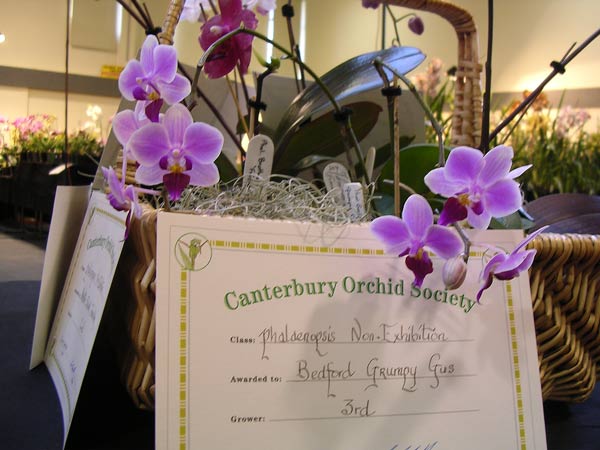 Canterbury Orchid Society
Class: Phalaenopsis Non-Exhibition
Awarded to: Bedford Grumpy Gus
3rd
Grower: